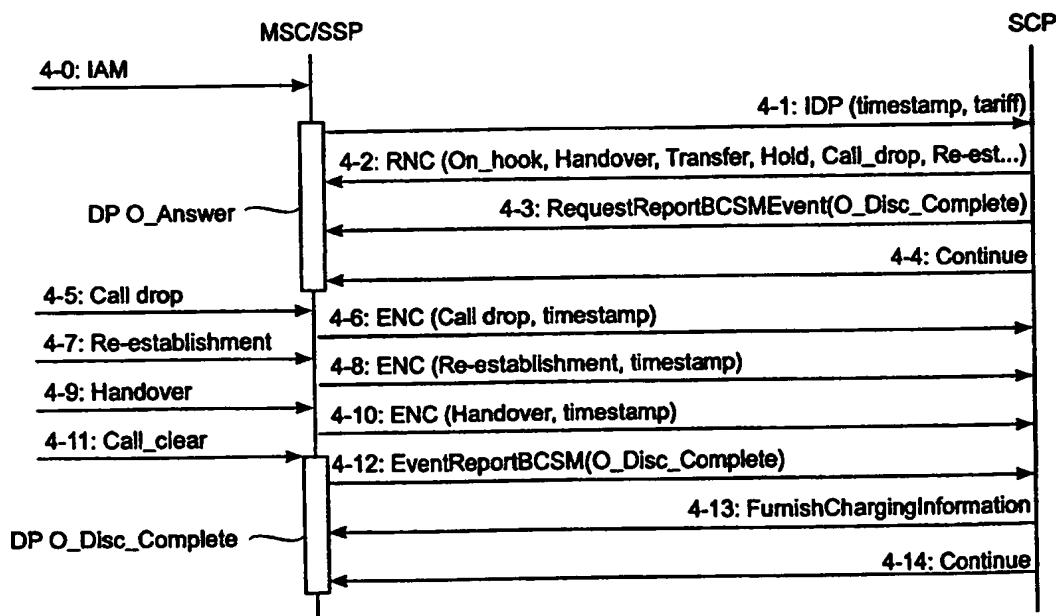 MSC/SSP
SCP
4-0: IAM
4-1: IDP (timestamp, tariff)
4-2: RNC (On_hook, Handover, Transfer, Hold, Call_drop, Re-est...)
DP O_Answer
4-3: RequestReportBCSMEvent(O_Disc_Complete)
4-4: Continue
4-5: Call drop
4-6: ENC (Call drop, timestamp)
4-7: Re-establishment
4-8: ENC (Re-establishment, timestamp)
4-9: Handover
4-10: ENC (Handover, timestamp)
4-11: Call_clear
4-12: EventReportBCSM(O_Disc_Complete)
4-13: FurnishChargingInformation
DP O_Disc_Complete
4-14: Continue